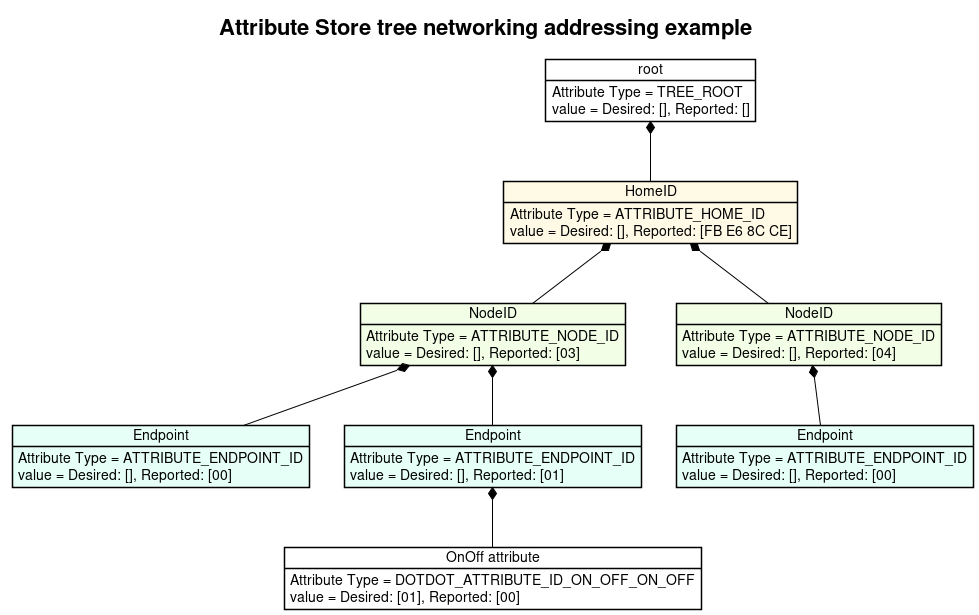 Attribute Store tree networking addressing example
root
Attribute Type = TREE_ROOT
value = Desired: [], Reported: []
HomeID
Attribute Type = ATTRIBUTE_HOME_ID
value = Desired: [], Reported: [FB E6 8C CE]
NodeID
Attribute Type = ATTRIBUTE_NODE_ID
value = Desired: [], Reported: [03]
NodeID
Attribute Type = ATTRIBUTE_NODE_ID
value = Desired: [], Reported: [04]
Endpoint
Attribute Type = ATTRIBUTE_ENDPOINT_ID
value = Desired: [], Reported: [00]
Endpoint
Attribute Type = ATTRIBUTE_ENDPOINT_ID
value = Desired: [], Reported: [01]
Endpoint
Attribute Type = ATTRIBUTE_ENDPOINT_ID
value = Desired: [], Reported: [00]
OnOff attribute
Attribute Type = DOTDOT_ATTRIBUTE_ID_ON_OFF_ON_OFF
value = Desired: [01], Reported: [00]